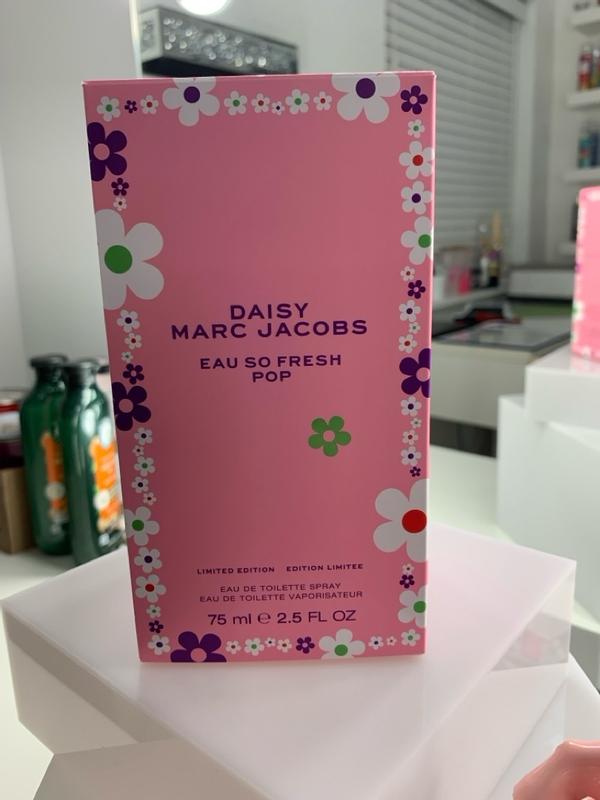 DAISY
MARC JACOBS
EAU SO FRESH
POP
LIMITED EDITION EDITION LIMITEE
EAU DE TOILETTE SPRAY
EAU DE TOILETTE VAPORISATEUR
75 ml ℮ 2.5 FL OZ